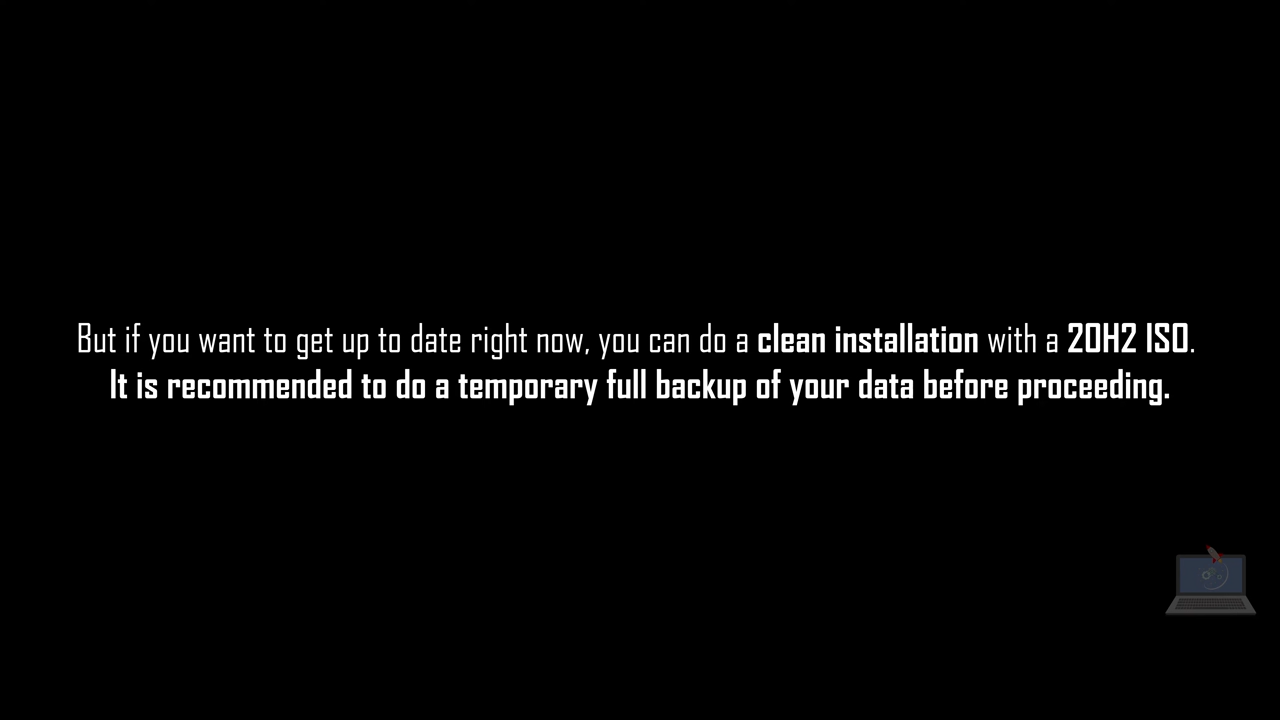 But if you want to get up to date right now, you can do a clean installation with a 20H2 ISO.
It is recommended to do a temporary full backup of your data before proceeding.